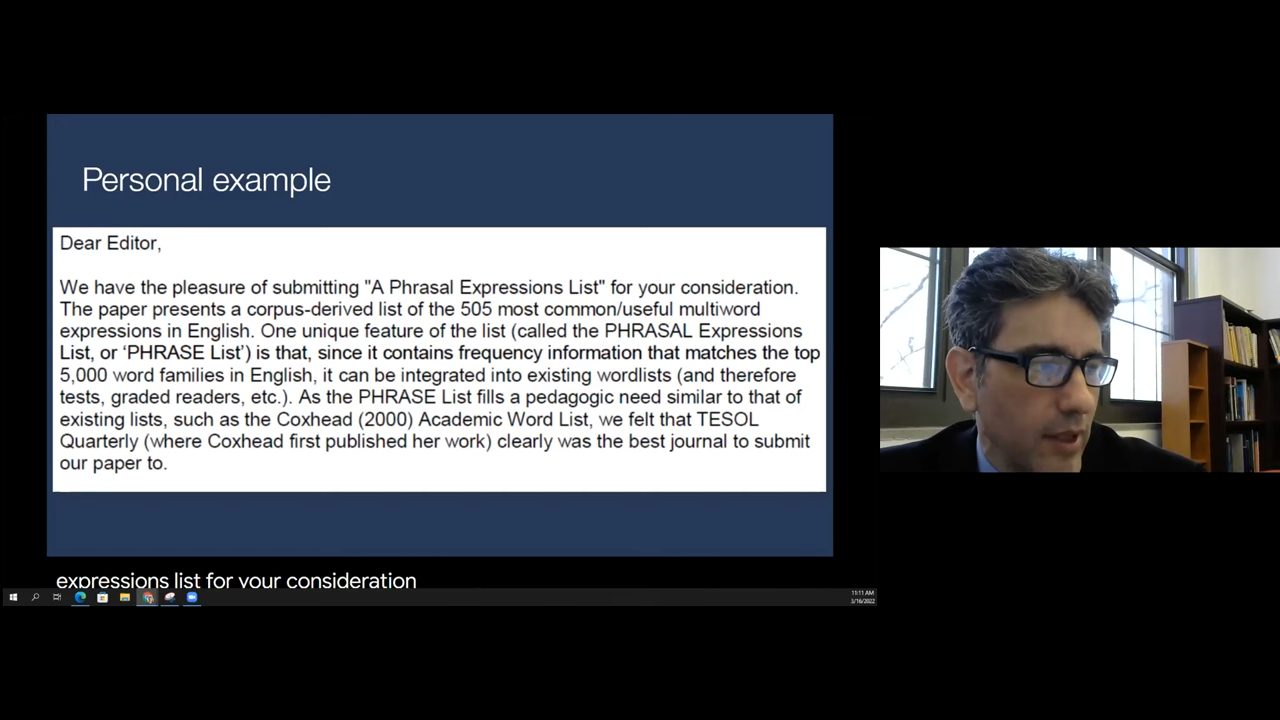 Personal example
Dear Editor,
We have the pleasure of submitting "A Phrasal Expressions List" for your consideration.
The paper presents a corpus-derived list of the 505 most common/useful multiword
expressions in English. One unique feature of the list (called the PHRASAL Expressions
List, or ‘PHRASE List’) is that, since it contains frequency information that matches the top
5,000 word families in English, it can be integrated into existing wordlists (and therefore
tests, graded readers, etc.). As the PHRASE List fills a pedagogic need similar to that of
existing lists, such as the Coxhead (2000) Academic Word List, we felt that TESOL
Quarterly (where Coxhead first published her work) clearly was the best journal to submit
our paper to.
expressions list for your consideration
11:11 AM
3/16/2022